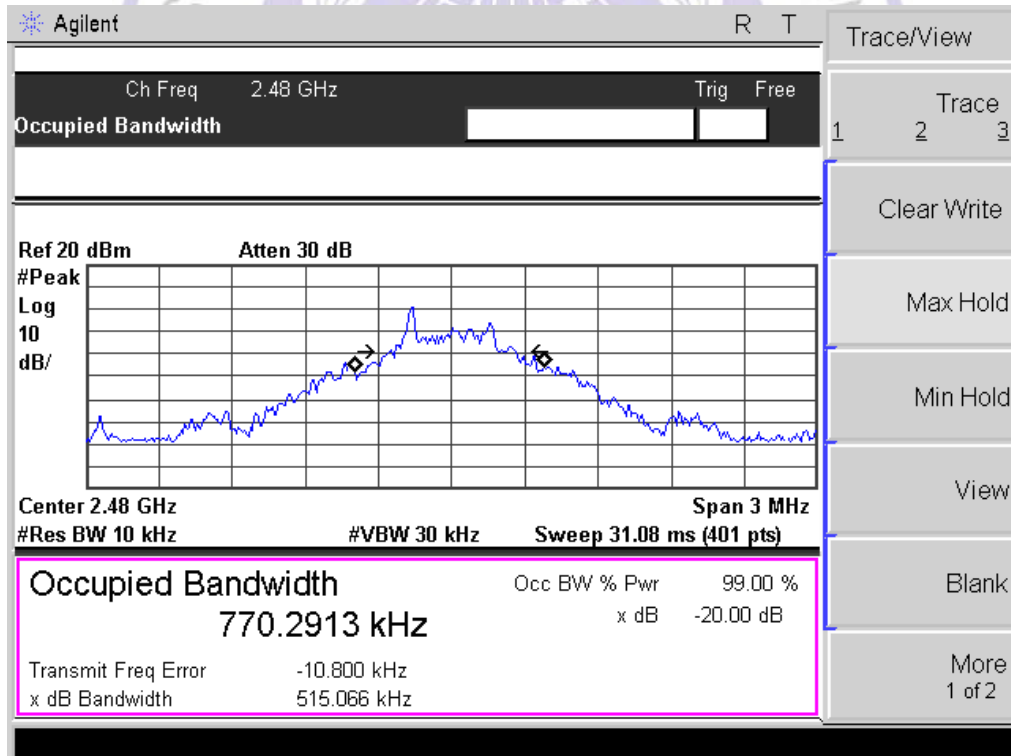 Agilent
R T
Trace/View
Ch Freq 2.48 GHz Trig Free
Occupied Bandwidth
Trace
1 2 3
Clear Write
Ref 20 dBm Atten 30 dB
#Peak
Log
10
dB/
Max Hold
Min Hold
View
Center 2.48 GHz Span 3 MHz
#Res BW 10 kHz #VBW 30 kHz Sweep 31.08 ms (401 pts)
Occupied Bandwidth
770.2913 kHz
Occ BW % Pwr 99.00 %
x dB -20.00 dB
Transmit Freq Error -10.800 kHz
x dB Bandwidth 515.066 kHz
Blank
More
1 of 2